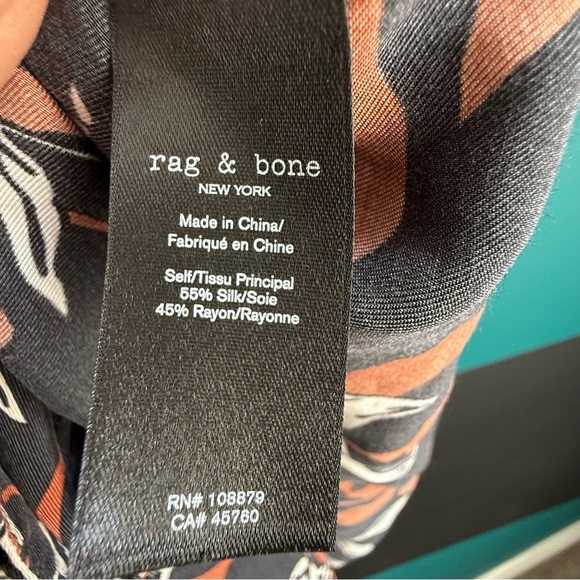 rag & bone
NEW YORK
Made in China/
Fabriqué en Chine
Self/Tissu Principal
55% Silk/Soie
45% Rayon/Rayonne
RN# 108879
CA# 45760